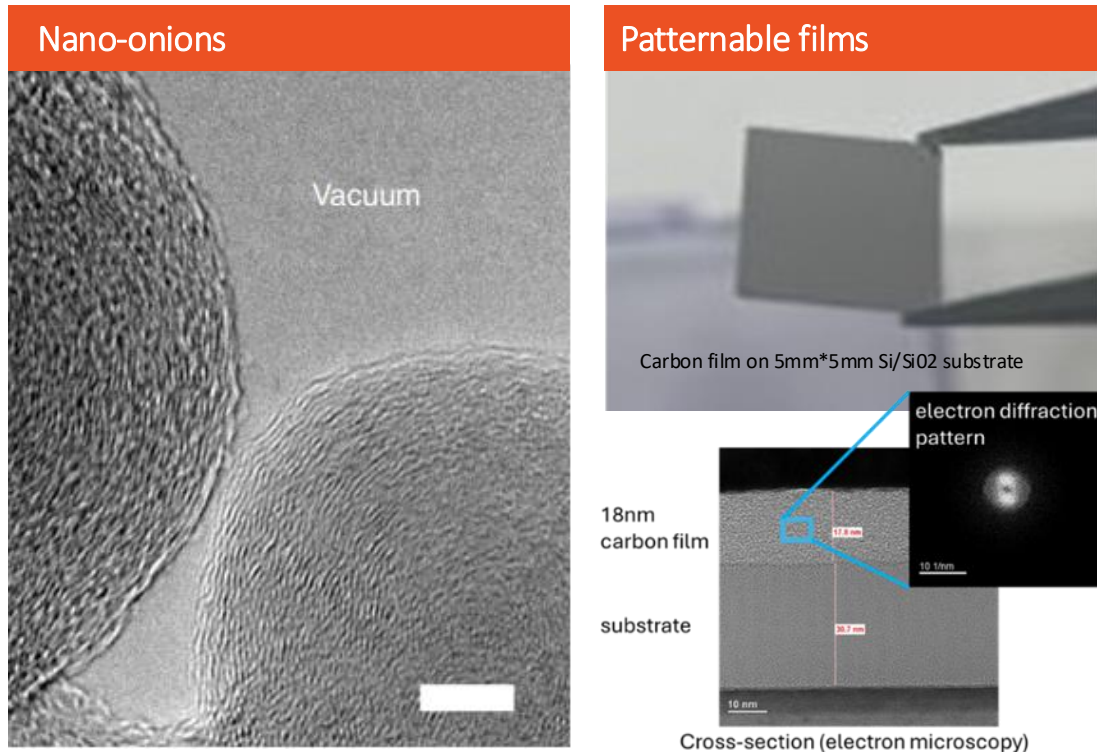 Nano-onions
Vacuum
Patternable films
Carbon film on 5mm*5mm Si/Si02 substrate
electron diffraction
pattern
10 1/nm
18nm
carbon film
17.8 nm
substrate
30.7 nm
10 nm
Cross-section (electron microscopy)